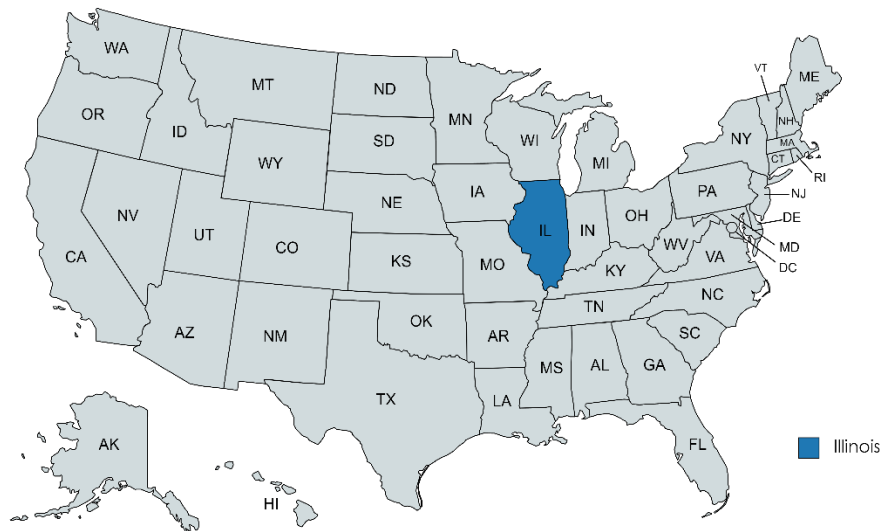 WA
MT
ND
MN
ME
VT
NH
OR
ID
SD
WI
MI
NY
MA
CT
RI
WY
IA
PA
NJ
NE
IL
IN
OH
DE
NV
UT
CO
KS
MO
WV
VA
MD
DC
CA
KY
NC
TN
AZ
NM
OK
AR
SC
MS
AL
GA
TX
LA
AK
FL
HI
Illinois